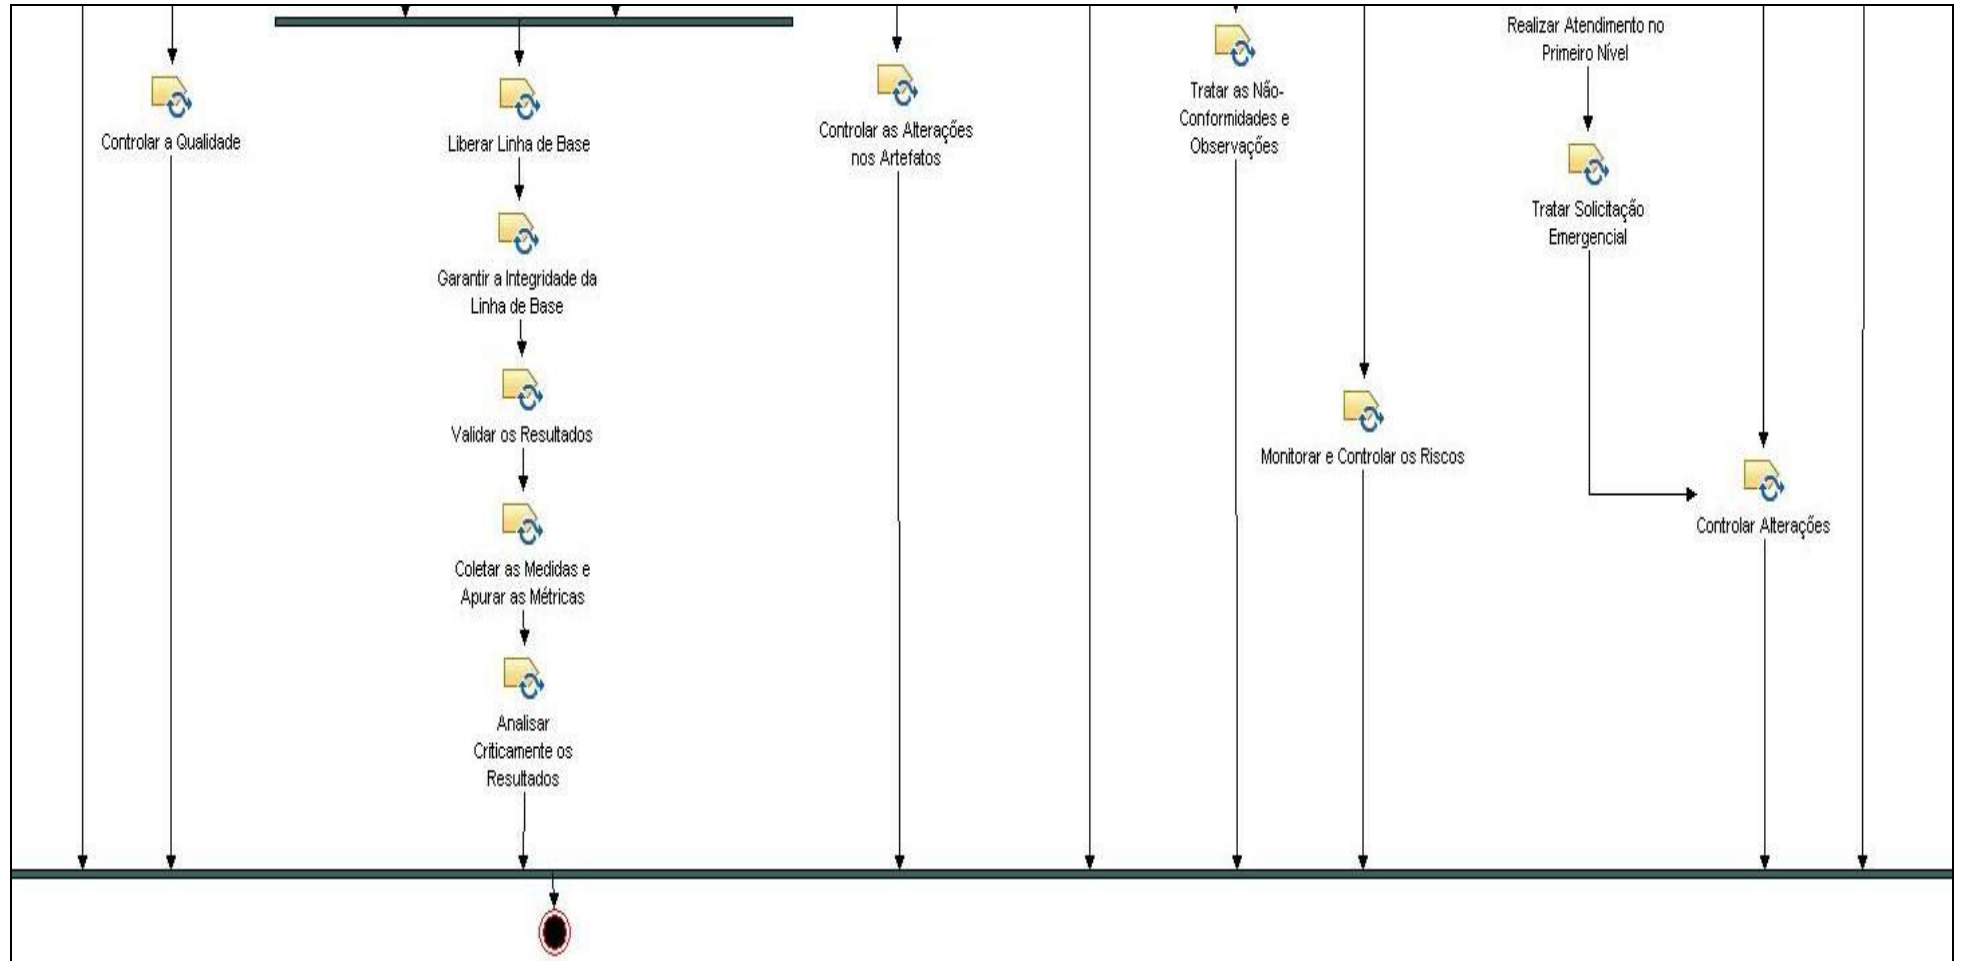 Controlar a Qualidade
Liberar Linha de Base
Garantir a Integridade da
Linha de Base
Validar os Resultados
Coletar as Medidas e
Apurar as Métricas
Analisar
Criticamente os
Resultados
Controlar as Alterações
nos Artefatos
Tratar as Não-
Conformidades e
Observações
Monitorar e Controlar os Riscos
Realizar Atendimento no
Primeiro Nível
Tratar Solicitação
Emergencial
Controlar Alterações